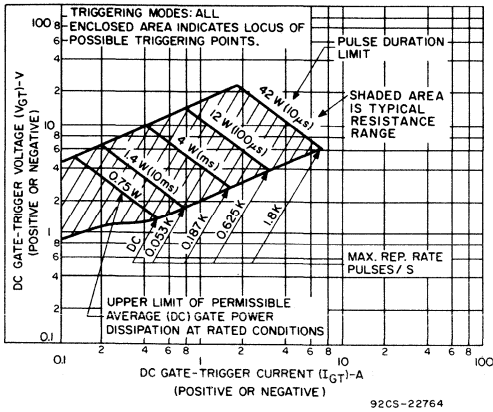 TRIGGERING MODES: ALL
ENCLOSED AREA INDICATES LOCUS OF
POSSIBLE TRIGGERING POINTS.
PULSE DURATION
LIMIT
SHADED AREA
IS TYPICAL
RESISTANCE
RANGE
42 W (10μs)
12 W (100μs)
4 W (ms)
1.4 W (10ms)
0.75 W
DC
0.053 K
0.187 K
0.625 K
1.8 K
MAX. REP. RATE
PULSES / S
UPPER LIMIT OF PERMISSIBLE
AVERAGE (DC) GATE POWER
DISSIPATION AT RATED CONDITIONS
DC GATE-TRIGGER VOLTAGE (VGT)-V
(POSITIVE OR NEGATIVE)
100 8
6
4
2
10 8
6
4
2
1 8
6
4
2
0.1
0.1 2 4 6 8 1 2 4 6 8 10 2 4 6 8 100
DC GATE-TRIGGER CURRENT (IGT)-A
(POSITIVE OR NEGATIVE)
92CS-22764